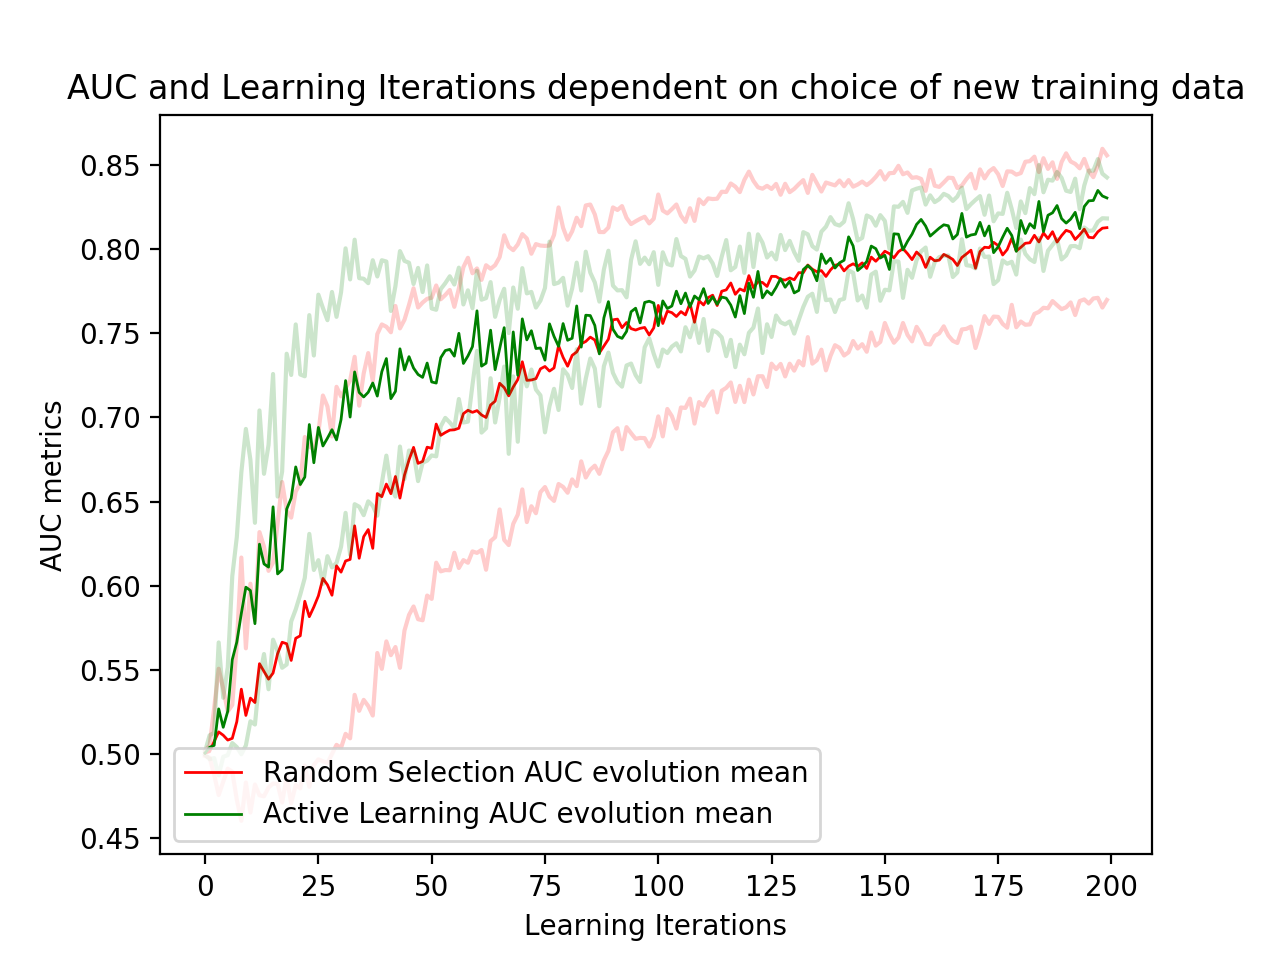 AUC and Learning Iterations dependent on choice of new training data
0.85
0.80
0.75
0.70
0.65
0.60
0.55
0.50
0.45
AUC metrics
Random Selection AUC evolution mean
Active Learning AUC evolution mean
0 25 50 75 100 125 150 175 200
Learning Iterations